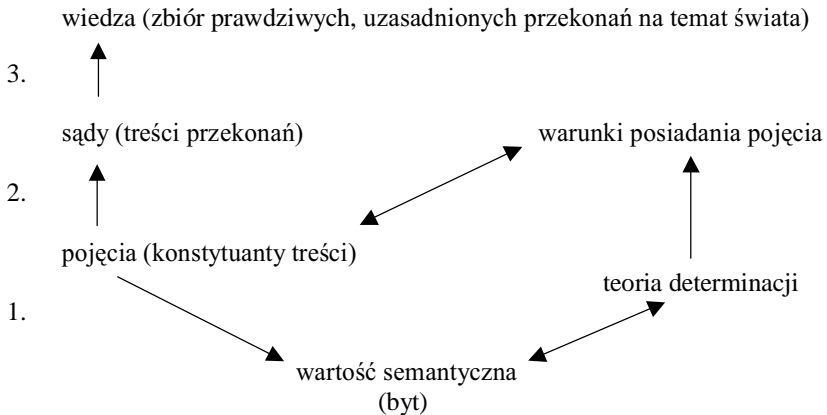 wiedza (zbiór prawdziwych, uzasadnionych przekonań na temat świata)
3.
sądy (treści przekonań)
warunki posiadania pojęcia
2.
pojęcia (konstytuanty treści)
teoria determinacji
1.
wartość semantyczna
(byt)